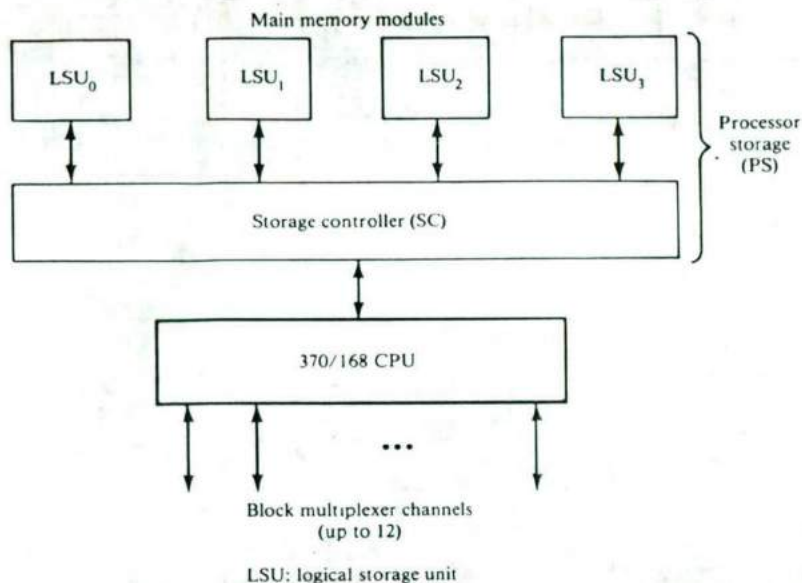 Main memory modules
LSU0
LSU1
LSU2
LSU3
Processor
storage
(PS)
Storage controller (SC)
370/168 CPU
...
Block multiplexer channels
(up to 12)
LSU: logical storage unit